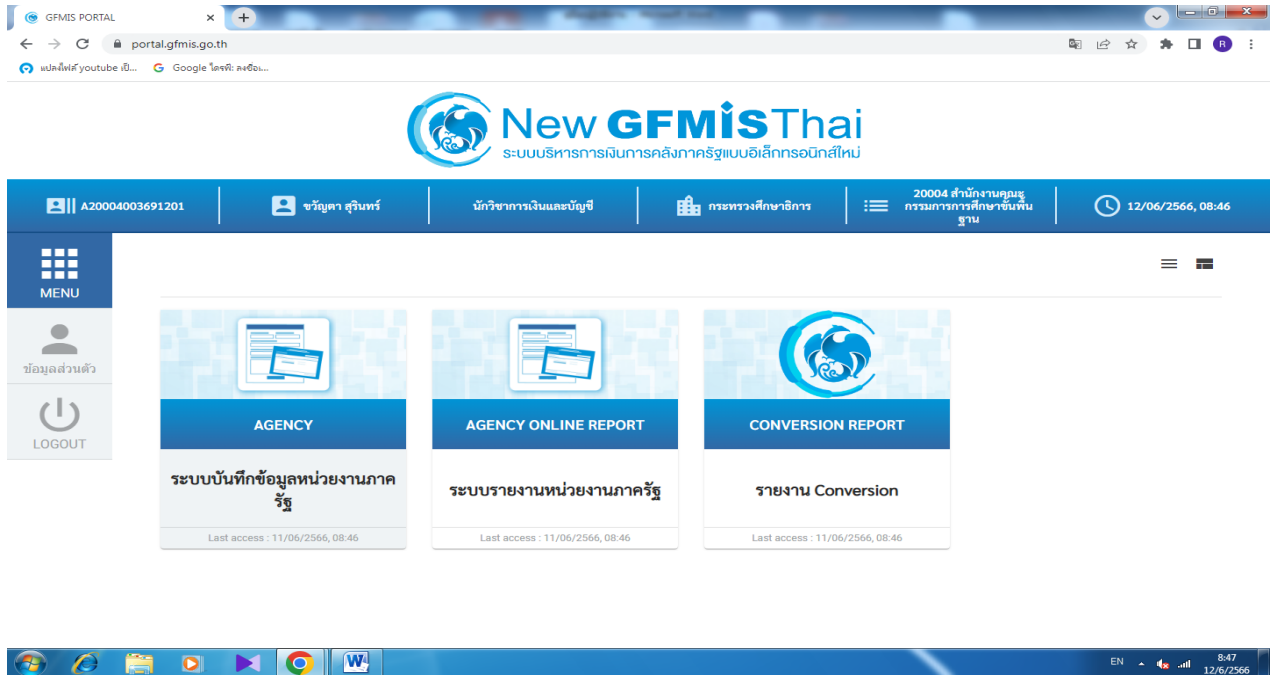 GFMIS PORTAL
portal.gfmis.go.th
แปลงไฟล์ youtube เป็...
Google ไดรฟ์: ลงชื่อเ...
New GFMIS Thai
ระบบบริหารการเงินการคลังภาครัฐแบบอิเล็กทรอนิกส์ใหม่
A20004003691201
ขวัญตา สุรินทร์
นักวิชาการเงินและบัญชี
กระทรวงศึกษาธิการ
20004 สำนักงานคณะ
กรรมการการศึกษาขั้นพื้น
ฐาน
12/06/2566, 08:46
MENU
ข้อมูลส่วนตัว
LOGOUT
AGENCY
ระบบบันทึกข้อมูลหน่วยงานภาค
รัฐ
Last access : 11/06/2566, 08:46
AGENCY ONLINE REPORT
ระบบรายงานหน่วยงานภาครัฐ
Last access : 11/06/2566, 08:46
CONVERSION REPORT
รายงาน Conversion
Last access : 11/06/2566, 08:46
EN
8:47
12/6/2566